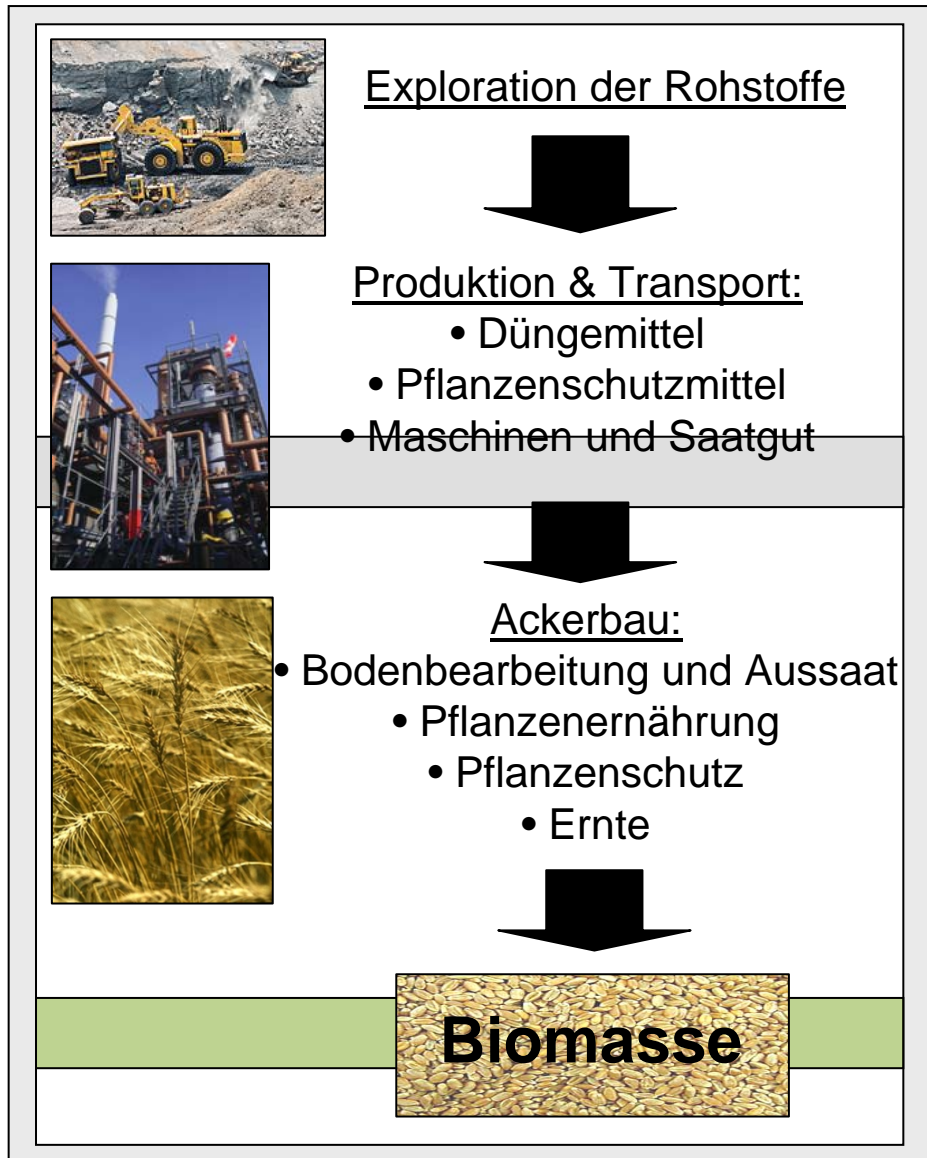 Exploration der Rohstoffe
Produktion & Transport:
• Düngemittel
• Pflanzenschutzmittel
• Maschinen und Saatgut
Ackerbau:
• Bodenbearbeitung und Aussaat
• Pflanzenernährung
• Pflanzenschutz
• Ernte
Biomasse